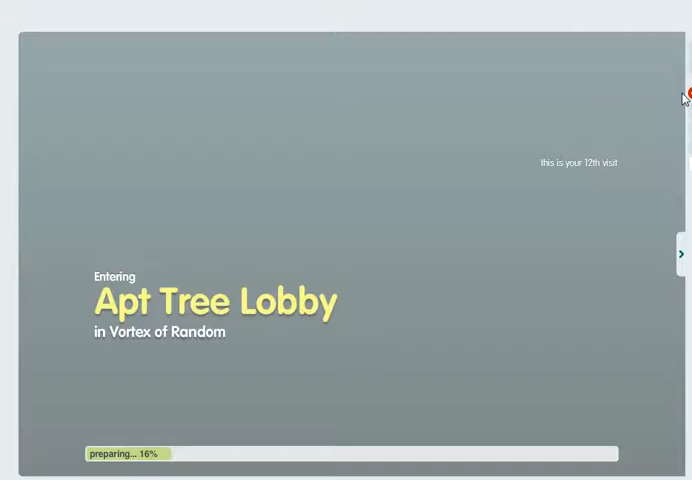 this is your 12th visit
Entering
Apt Tree Lobby
in Vortex of Random
preparing... 16%